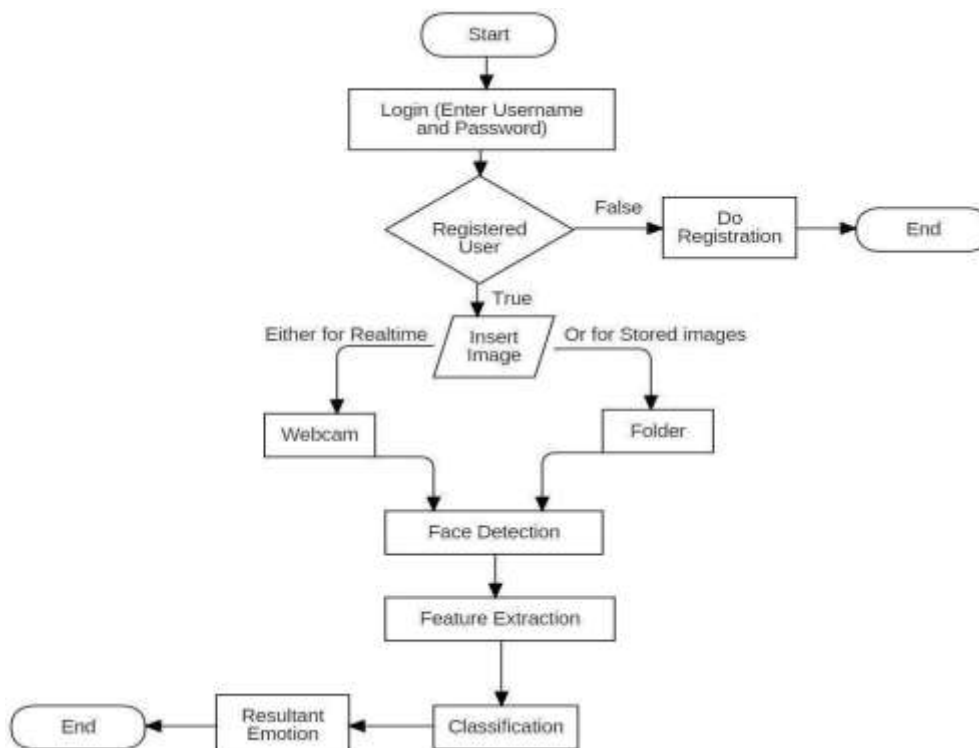 Start
Login (Enter Username
and Password)
Registered
User
False
Do
Registration
End
True
Either for Realtime
Insert
Image
Or for Stored images
Webcam
Folder
Face Detection
Feature Extraction
Classification
Resultant
Emotion
End